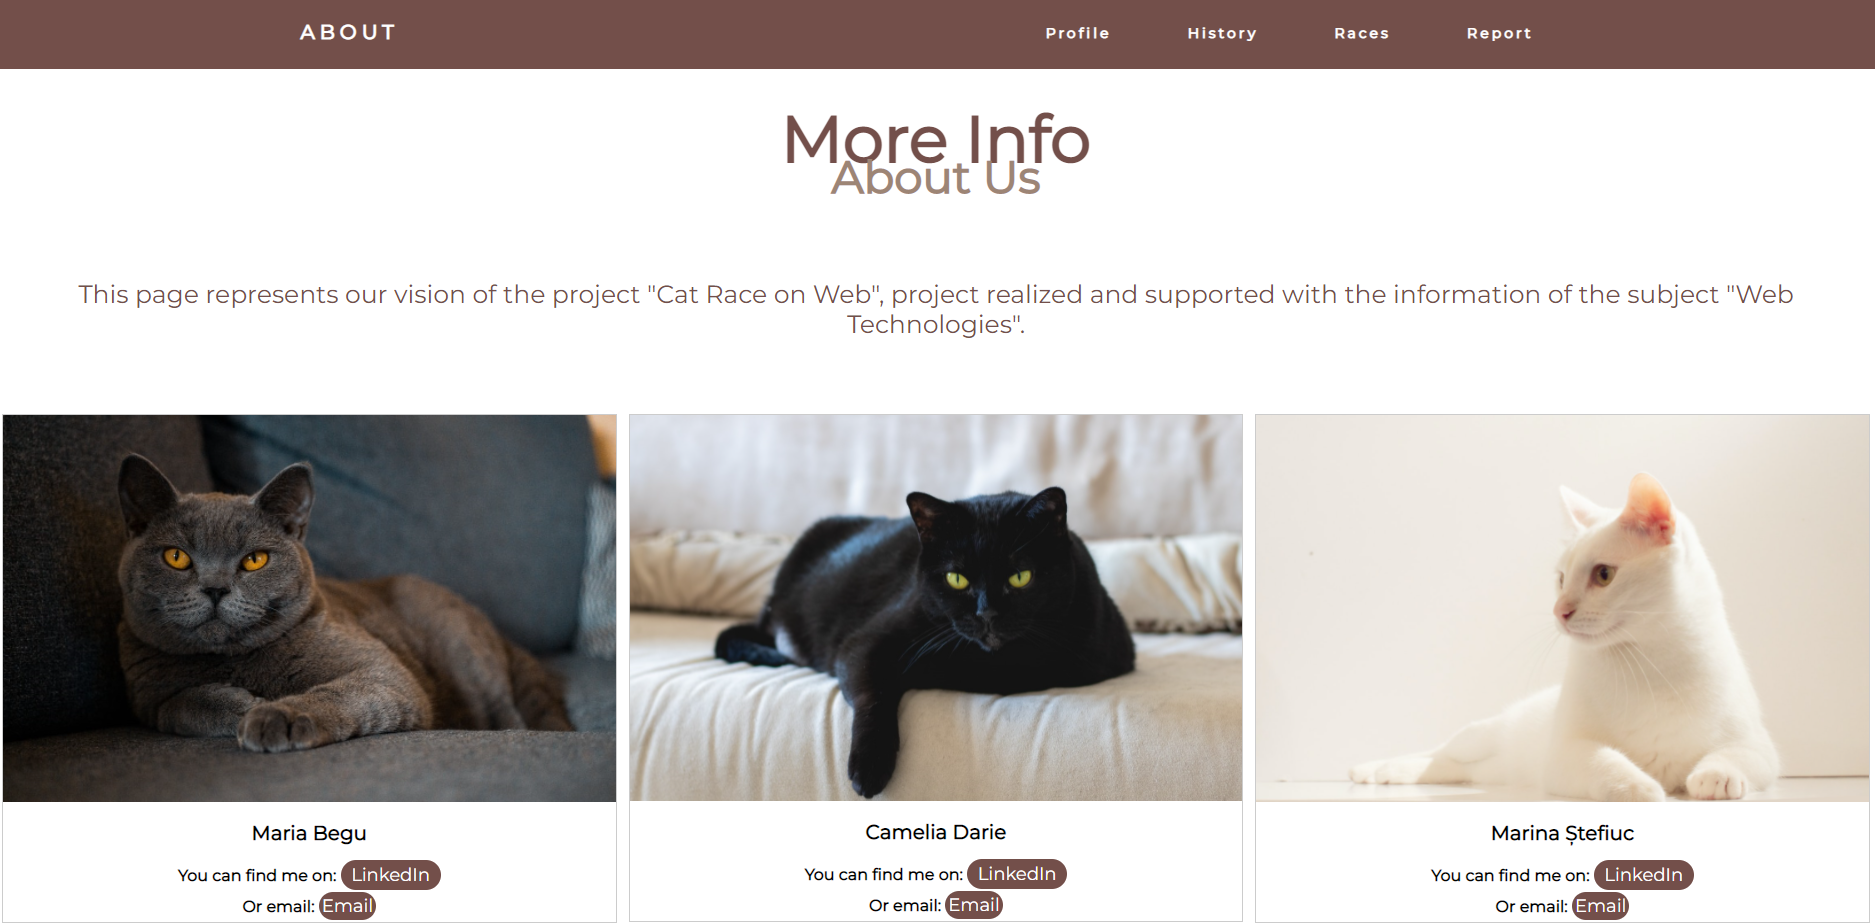 ABOUT Profile History Races Report
More Info
About Us
This page represents our vision of the project "Cat Race on Web", project realized and supported with the information of the subject "Web
Technologies".
Maria Begu
You can find me on: LinkedIn
Or email: Email
Camelia Darie
You can find me on: LinkedIn
Or email: Email
Marina Ștefiuc
You can find me on: LinkedIn
Or email: Email